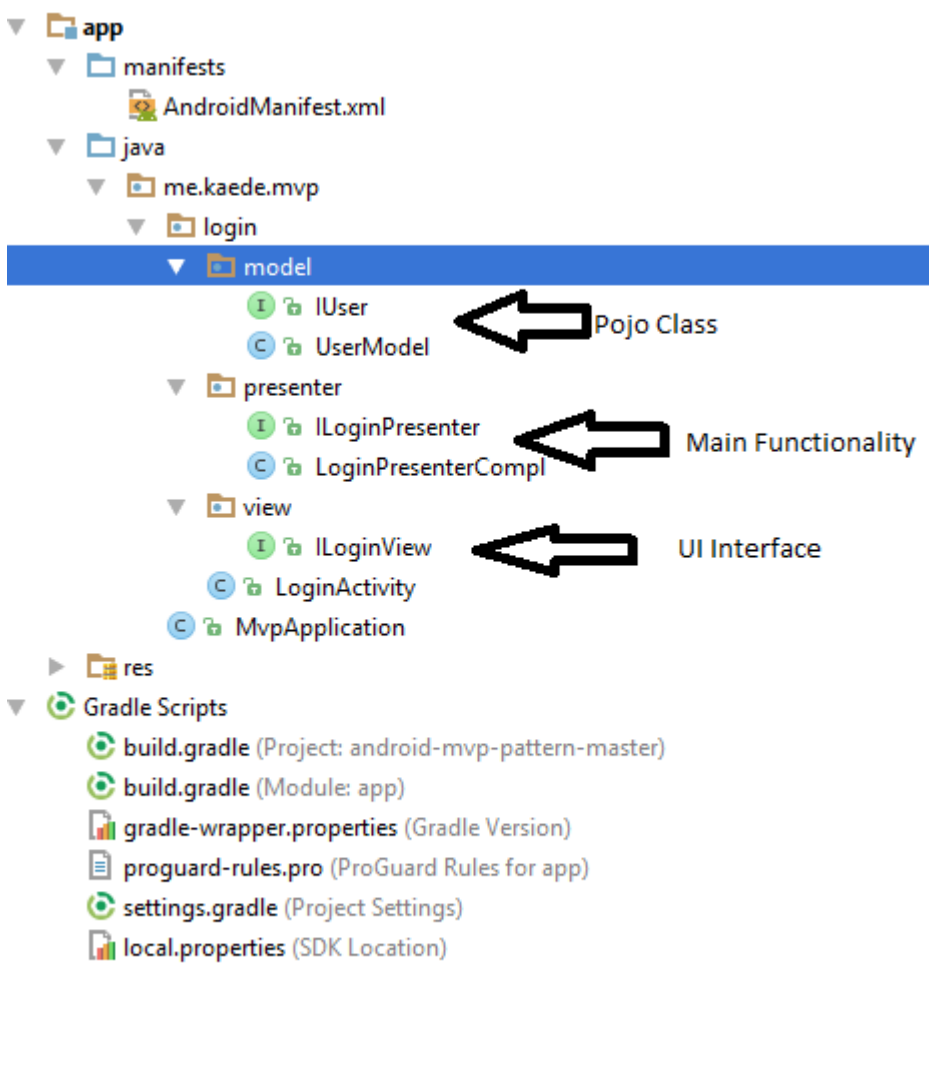 app
manifests
AndroidManifest.xml
java
me.kaede.mvp
login
model
IUser
UserModel
Pojo Class
presenter
ILoginPresenter
LoginPresenterCompl
Main Functionality
view
ILoginView
UI Interface
LoginActivity
MvpApplication
res
Gradle Scripts
build.gradle (Project: android-mvp-pattern-master)
build.gradle (Module: app)
gradle-wrapper.properties (Gradle Version)
proguard-rules.pro (ProGuard Rules for app)
settings.gradle (Project Settings)
local.properties (SDK Location)